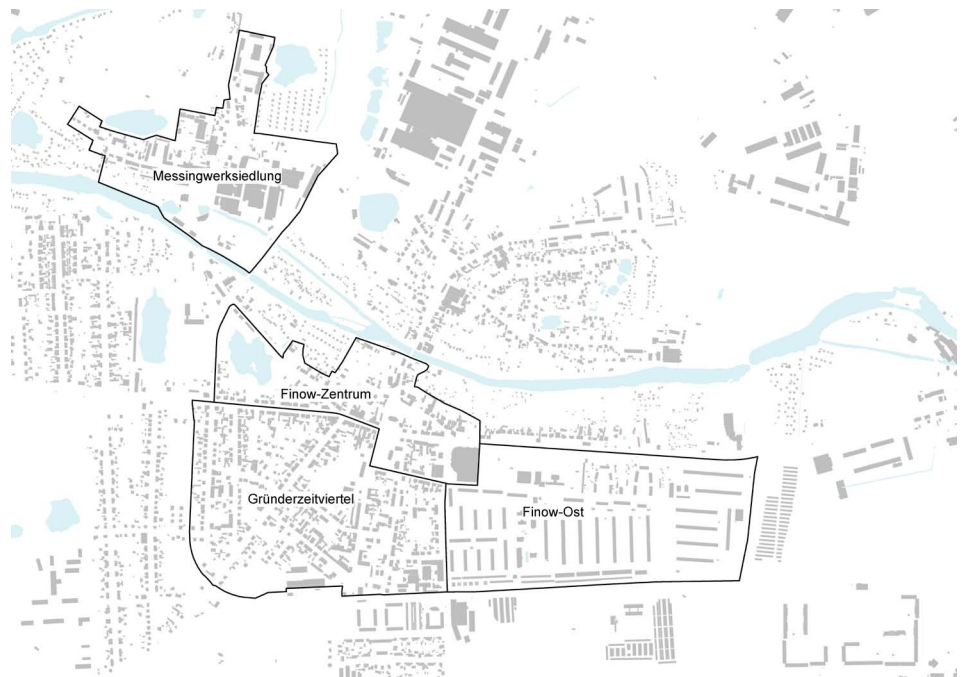 Messingwerksiedlung
Finow-Zentrum
Gründerzeitviertel
Finow-Ost